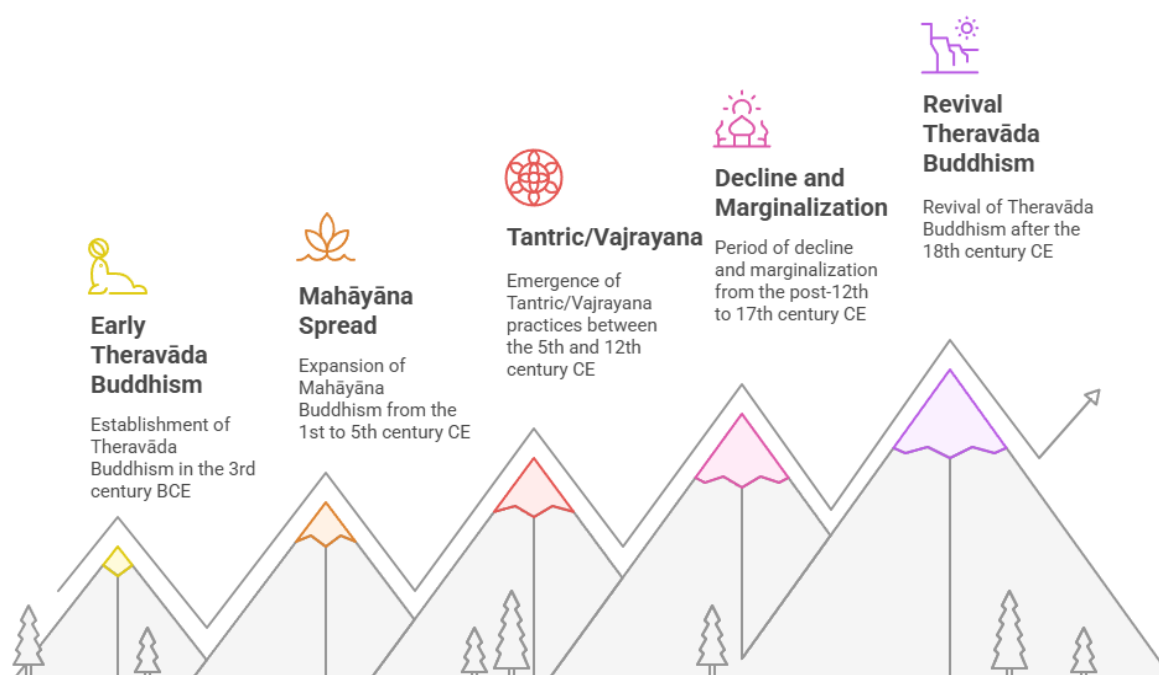 Early
Theravāda
Buddhism
Establishment of
Theravāda
Buddhism in the 3rd
century BCE
Mahāyāna
Spread
Expansion of
Mahāyāna
Buddhism from the
1st to 5th century CE
Tantric/Vajrayana
Emergence of
Tantric/Vajrayana
practices between
the 5th and 12th
century CE
Decline and
Marginalization
Period of decline
and marginalization
from the post-12th
to 17th century CE
Revival
Theravāda
Buddhism
Revival of Theravāda
Buddhism after the
18th century CE